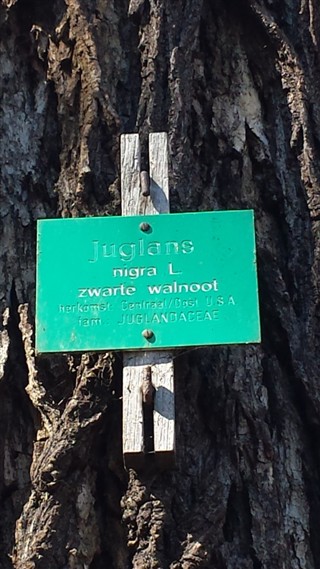 juglans
nigra L
zwarte walnoot
herkomst Centraal/Oost U.S.A
fam JUGLANDACEAE